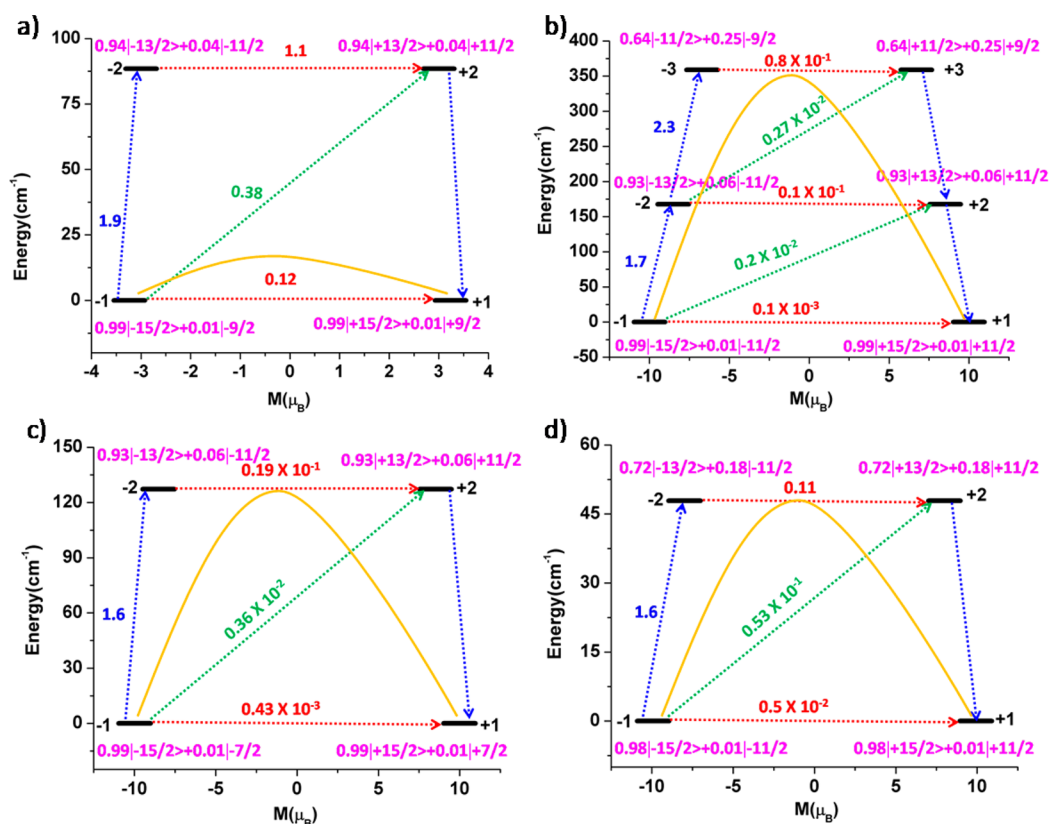 a)
0.94|-13/2>+0.04|-11/2
0.94|+13/2>+0.04|+11/2
1.1
-2
+2
0.38
1.9
0.12
-1
+1
0.99|-15/2>+0.01|-9/2
0.99|+15/2>+0.01|+9/2
100
75
50
25
0
Energy(cm-1)
-4 -3 -2 -1 0 1 2 3 4
M(μB)
b)
0.64|-11/2>+0.25|-9/2
0.64|+11/2>+0.25|+9/2
0.8 X 10-1
-3
+3
0.27 X 10-2
2.3
0.93|-13/2>+0.06|-11/2
0.93|+13/2>+0.06|+11/2
0.1 X 10-1
-2
+2
0.2 X 10-2
1.7
0.1 X 10-3
-1
+1
0.99|-15/2>+0.01|-11/2
0.99|+15/2>+0.01|+11/2
400
350
300
250
200
150
100
50
0
-50
Energy(cm-1)
-10 -5 0 5 10
M(μB)
c)
0.93|-13/2>+0.06|-11/2
0.93|+13/2>+0.06|+11/2
0.19 X 10-1
-2
+2
0.36 X 10-2
1.6
0.43 X 10-3
-1
+1
0.99|-15/2>+0.01|-7/2
0.99|+15/2>+0.01|+7/2
150
120
90
60
30
0
Energy(cm-1)
-10 -5 0 5 10
M(μB)
d)
0.72|-13/2>+0.18|-11/2
0.72|+13/2>+0.18|+11/2
0.11
-2
+2
0.53 X 10-1
1.6
0.5 X 10-2
-1
+1
0.98|-15/2>+0.01|-11/2
0.98|+15/2>+0.01|+11/2
60
45
30
15
0
Energy(cm-1)
-10 -5 0 5 10
M(μB)